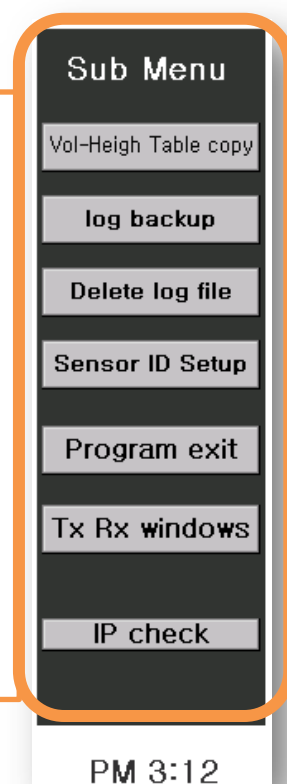 Sub Menu
Vol-Heigh Table copy
log backup
Delete log file
Sensor ID Setup
Program exit
Tx Rx windows
IP check
PM 3:12